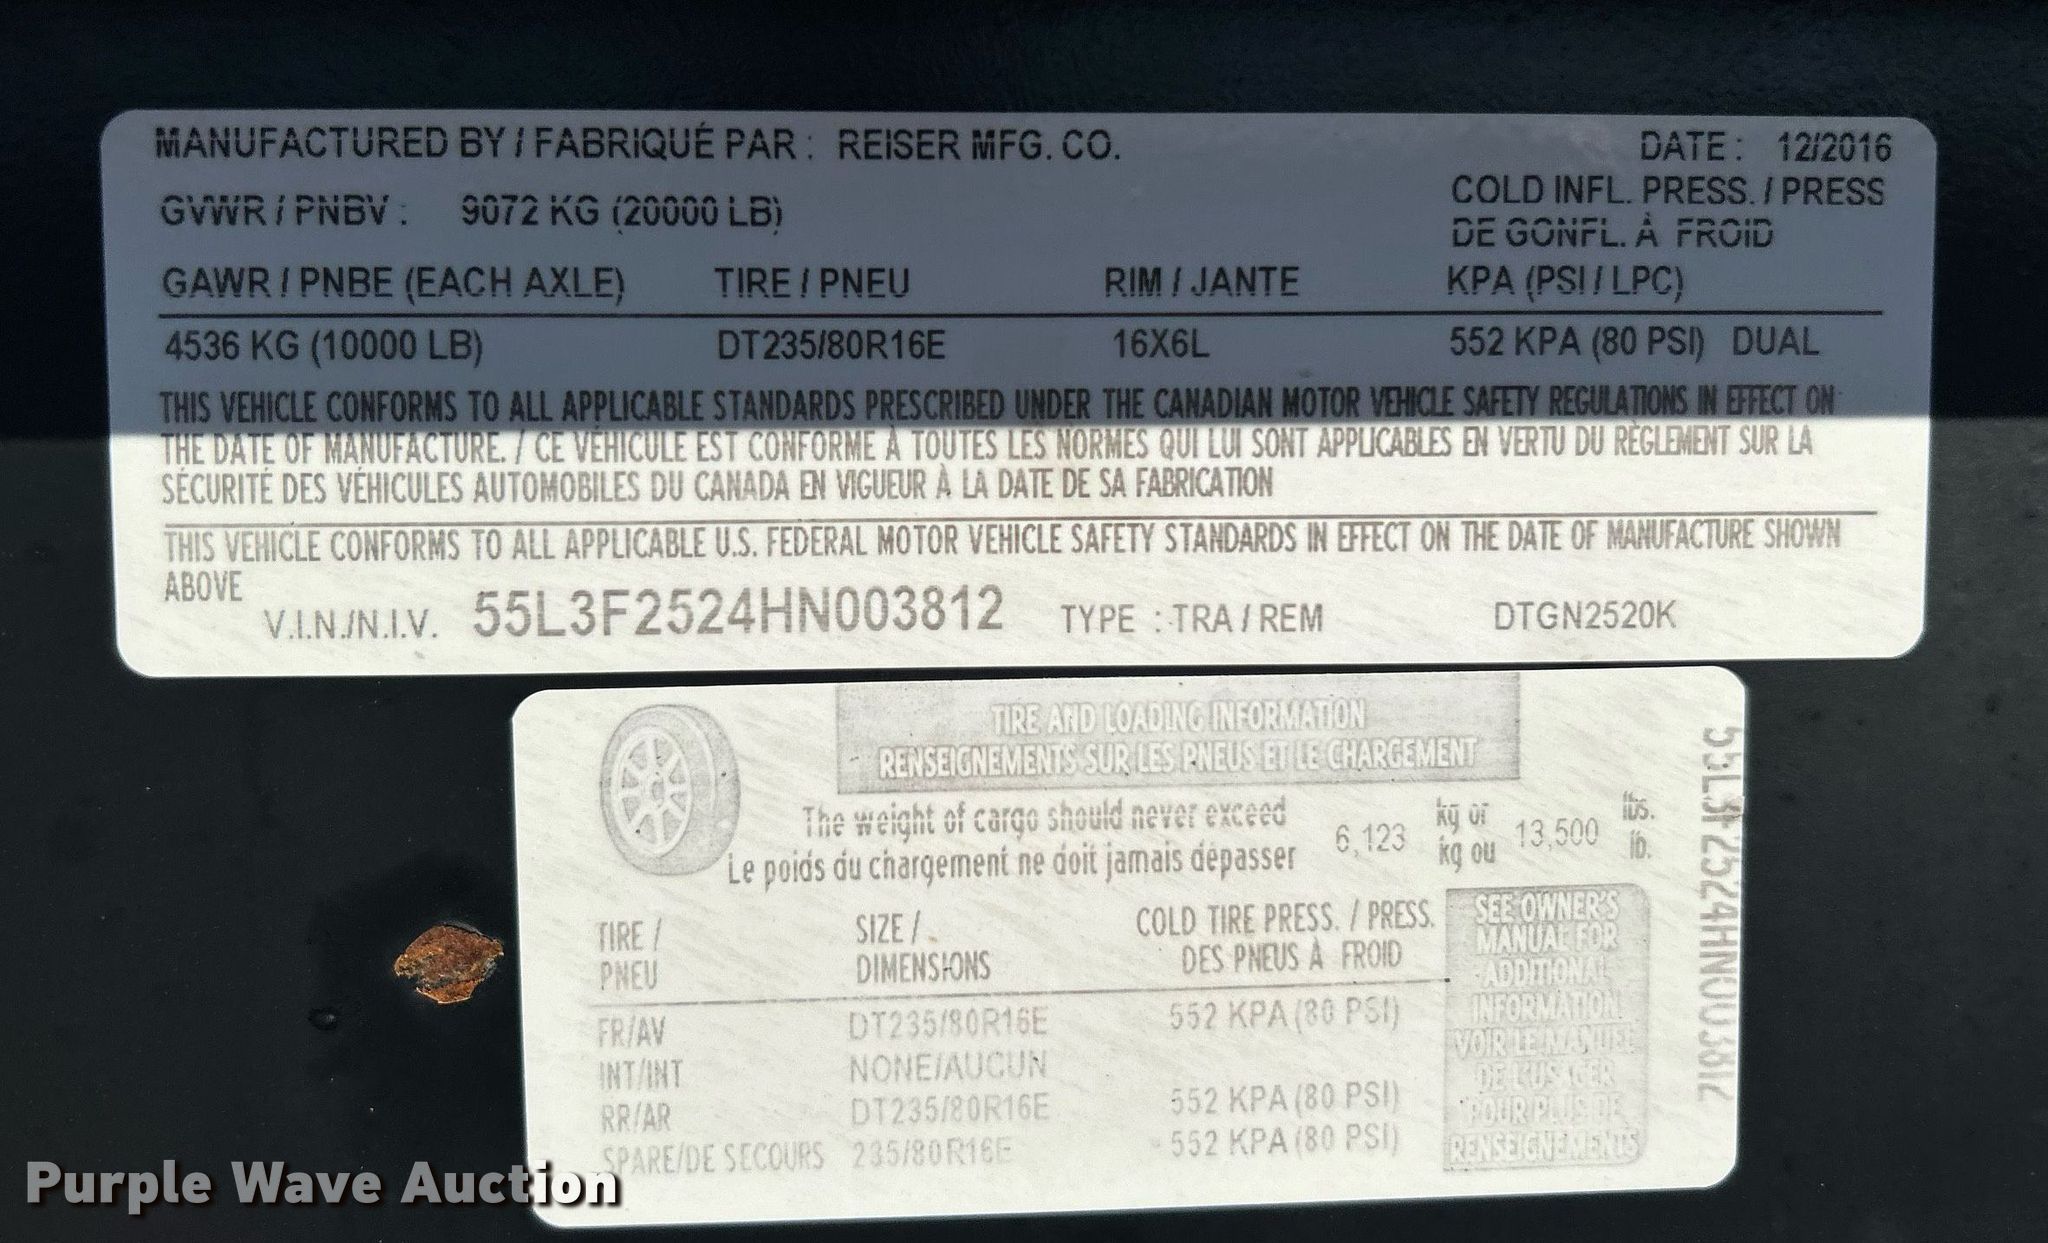 MANUFACTURED BY / FABRIQUÉ PAR : REISER MFG. CO. DATE : 12/2016
GVWR / PNBV : 9072 KG (20000 LB) COLD INFL. PRESS. / PRESS
DE GONFL. À FROID
GAWR / PNBE (EACH AXLE) TIRE / PNEU RIM / JANTE KPA (PSI / LPC)
4536 KG (10000 LB) DT235/80R16E 16X6L 552 KPA (80 PSI) DUAL
THIS VEHICLE CONFORMS TO ALL APPLICABLE STANDARDS PRESCRIBED UNDER THE CANADIAN MOTOR VEHICLE SAFETY REGULATIONS IN EFFECT ON
THE DATE OF MANUFACTURE. / CE VÉHICULE EST CONFORME À TOUTES LES NORMES QUI LUI SONT APPLICABLES EN VERTU DU RÈGLEMENT SUR LA
SÉCURITÉ DES VÉHICULES AUTOMOBILES DU CANADA EN VIGUEUR À LA DATE DE SA FABRICATION
THIS VEHICLE CONFORMS TO ALL APPLICABLE U.S. FEDERAL MOTOR VEHICLE SAFETY STANDARDS IN EFFECT ON THE DATE OF MANUFACTURE SHOWN
ABOVE
V.I.N./N.I.V. 55L3F2524HN003812 TYPE : TRA / REM DTGN2520K
TIRE AND LOADING INFORMATION
RENSEIGNEMENTS SUR LES PNEUS ET LE CHARGEMENT
The weight of cargo should never exceed 6,123 kg or 13,500 lbs.
Le poids du chargement ne doit jamais dépasser kg ou lb.
TIRE / SIZE / COLD TIRE PRESS. / PRESS.
PNEU DIMENSIONS DES PNEUS À FROID
FR/AV DT235/80R16E 552 KPA (80 PSI)
INT/INT NONE/AUCUN
RR/AR DT235/80R16E 552 KPA (80 PSI)
SPARE/DE SECOURS 235/80R16E 552 KPA (80 PSI)
SEE OWNER'S
MANUAL FOR
ADDITIONAL
INFORMATION
VOIR LE MANUEL
DE L'USAGER
POUR PLUS DE
RENSEIGNEMENTS
55L3F2524HN003812
Purple Wave Auction